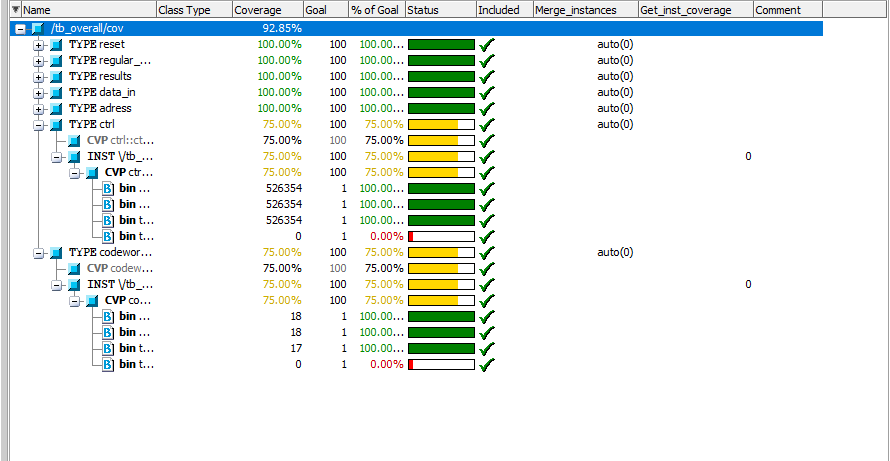 Name Class Type Coverage Goal % of Goal Status Included Merge_instances Get_inst_coverage Comment
/tb_overall/cov 92.85%
TYPE reset 100.00% 100 100.00... auto(0)
TYPE regular_... 100.00% 100 100.00... auto(0)
TYPE results 100.00% 100 100.00... auto(0)
TYPE data_in 100.00% 100 100.00... auto(0)
TYPE adress 100.00% 100 100.00... auto(0)
TYPE ctrl 75.00% 100 75.00% auto(0)
CVP ctrl::ct... 75.00% 100 75.00%
INST \/tb_... 75.00% 100 75.00% 0
CVP ctr... 75.00% 100 75.00%
B bin ... 526354 1 100.00...
B bin ... 526354 1 100.00...
B bin t... 526354 1 100.00...
B bin t... 0 1 0.00%
TYPE codewor... 75.00% 100 75.00% auto(0)
CVP codew... 75.00% 100 75.00%
INST \/tb_... 75.00% 100 75.00% 0
CVP co... 75.00% 100 75.00%
B bin ... 18 1 100.00...
B bin ... 18 1 100.00...
B bin t... 17 1 100.00...
B bin t... 0 1 0.00%